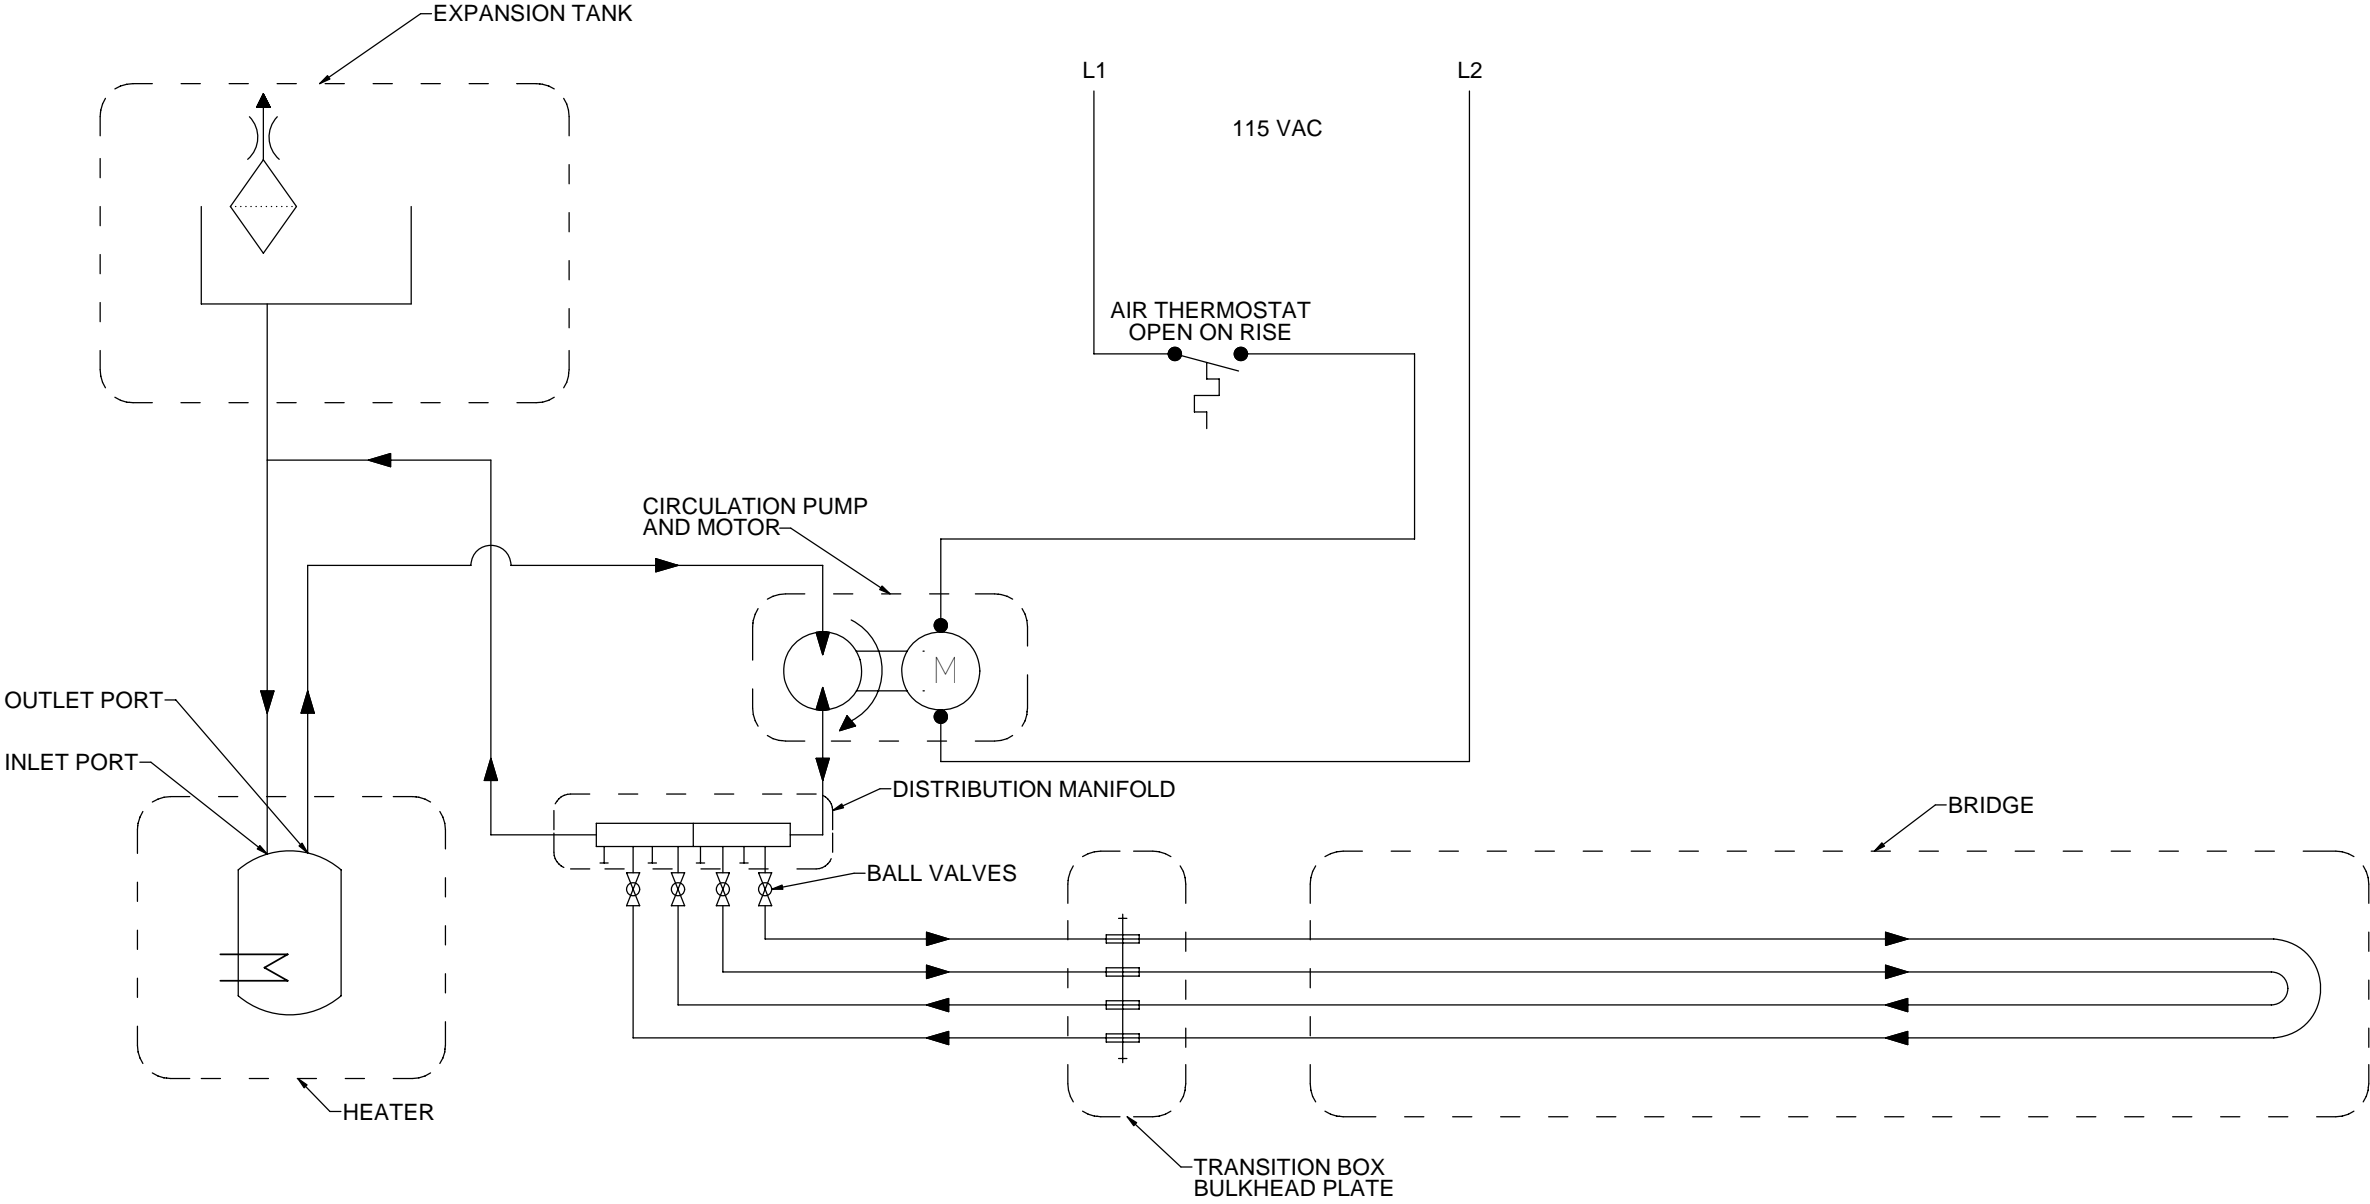 EXPANSION TANK
L1
L2
115 VAC
AIR THERMOSTAT
OPEN ON RISE
CIRCULATION PUMP
AND MOTOR
M
OUTLET PORT
INLET PORT
DISTRIBUTION MANIFOLD
BRIDGE
BALL VALVES
HEATER
TRANSITION BOX
BULKHEAD PLATE